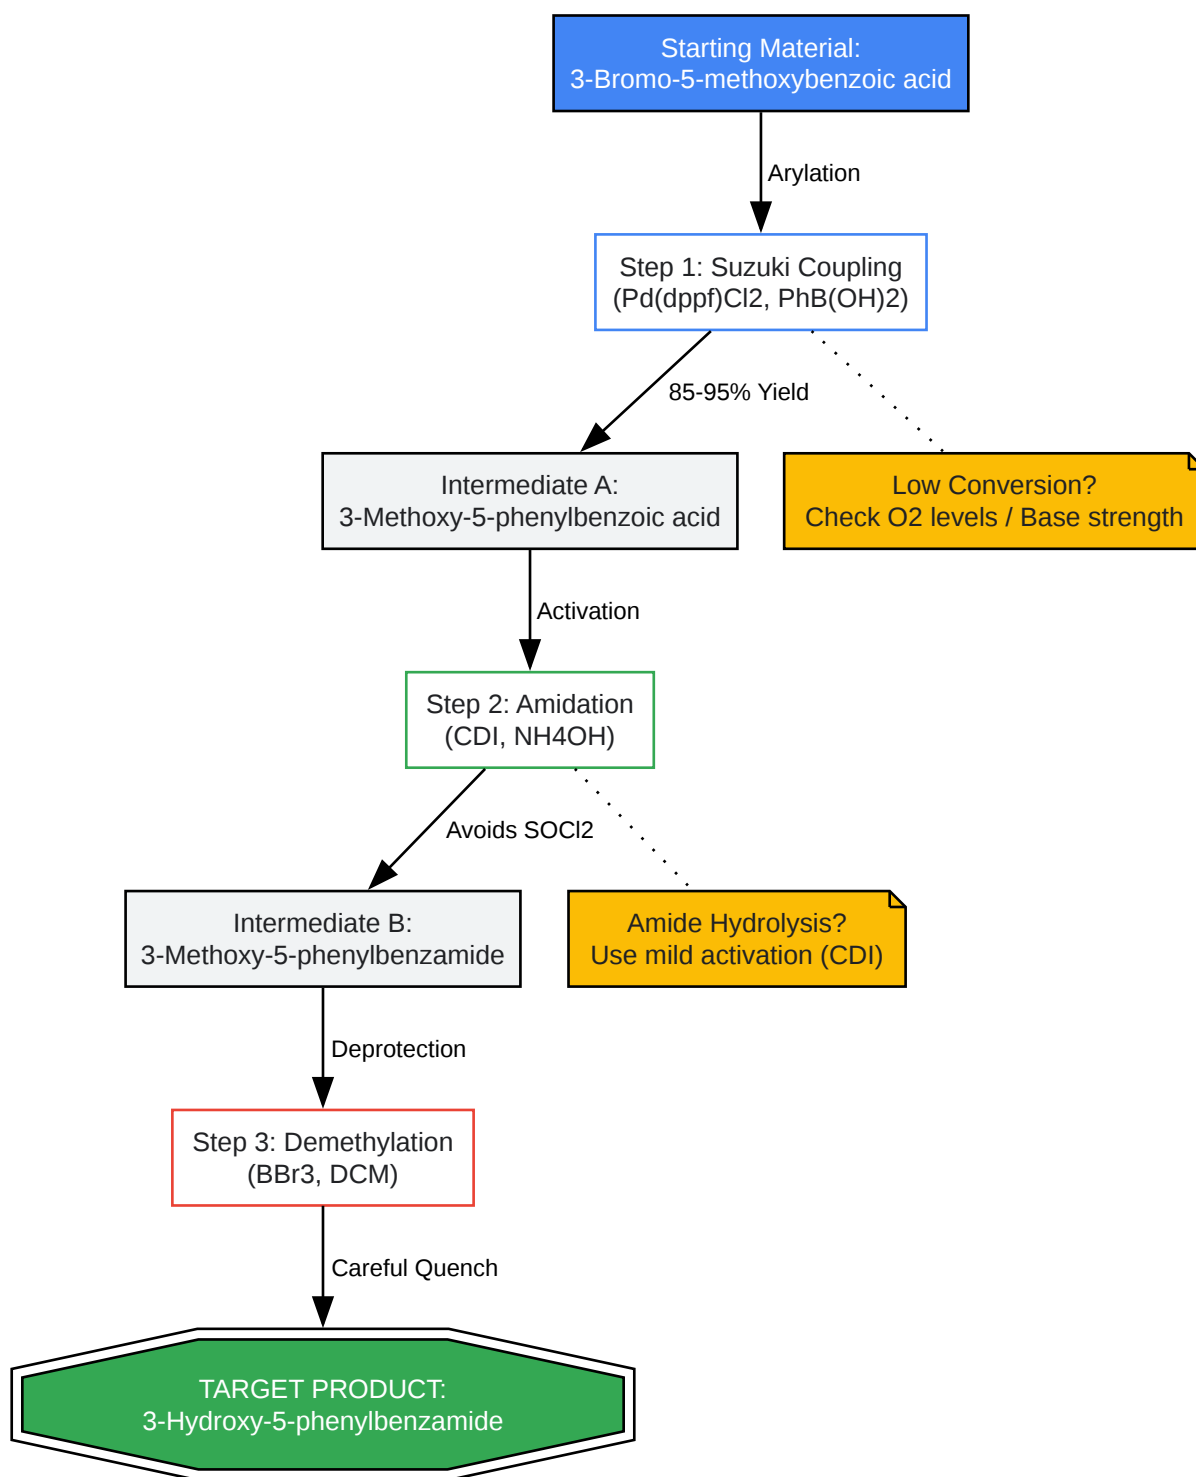 Starting Material:
3-Bromo-5-methoxybenzoic acid
Arylation
Step 1: Suzuki Coupling
(Pd(dppf)Cl2, PhB(OH)2)
85-95% Yield
Intermediate A:
3-Methoxy-5-phenylbenzoic acid
Low Conversion?
Check O2 levels / Base strength
Activation
Step 2: Amidation
(CDI, NH4OH)
Avoids SOCl2
Intermediate B:
3-Methoxy-5-phenylbenzamide
Amide Hydrolysis?
Use mild activation (CDI)
Deprotection
Step 3: Demethylation
(BBr3, DCM)
Careful Quench
TARGET PRODUCT:
3-Hydroxy-5-phenylbenzamide